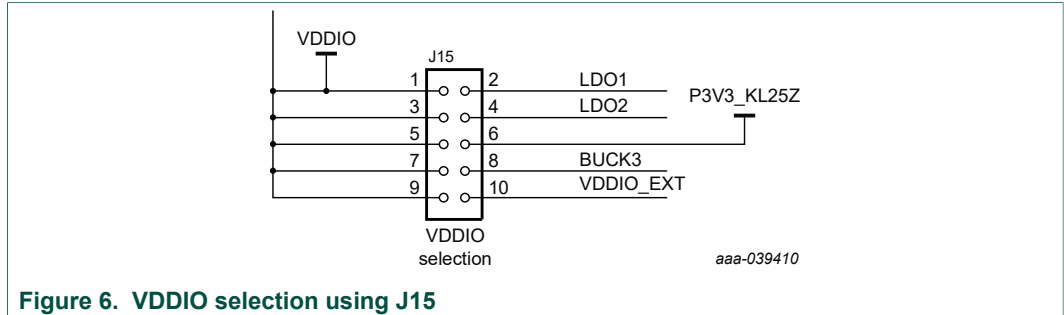 VDDIO
J15
1 2 LDO1
P3V3_KL25Z
3 4 LDO2
5 6
7 8 BUCK3
9 10 VDDIO_EXT
VDDIO
selection
aaa-039410
Figure 6. VDDIO selection using J15